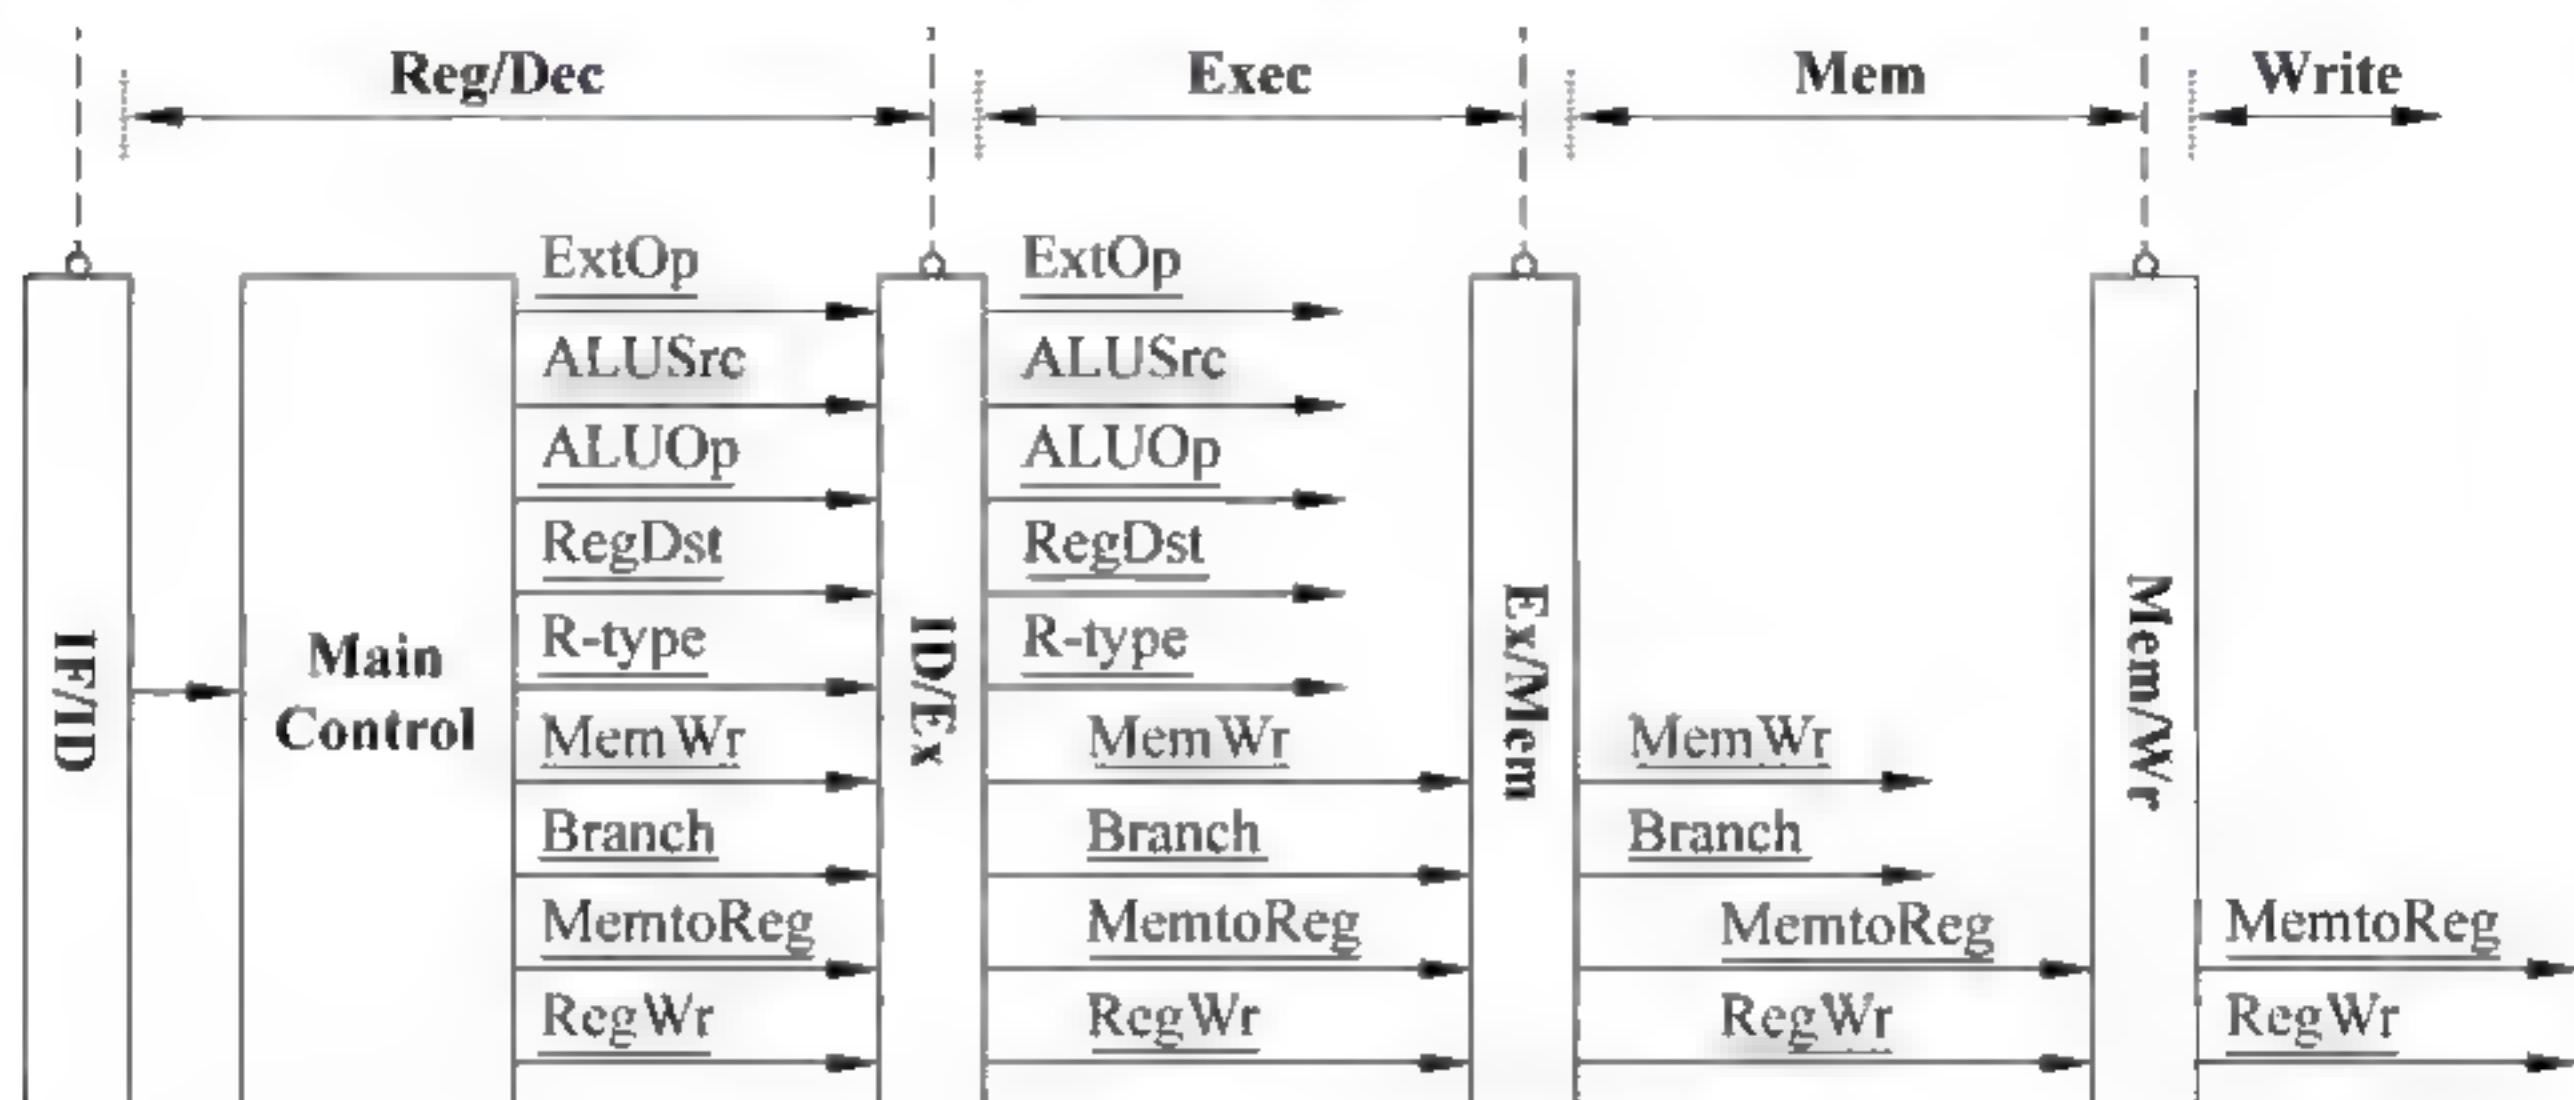 Reg/Dec Exec Mem Write
ExtOp ExtOp
ALUSrc ALUSrc
ALUOp ALUOp
RegDst RegDst
R-type R-type
IF/ID
Main
Control
ID/Ex
Ex/Mem
Mem/Wr
MemWr MemWr MemWr
Branch Branch Branch
MemtoReg MemtoReg MemtoReg MemtoReg
RegWr RegWr RegWr RegWr